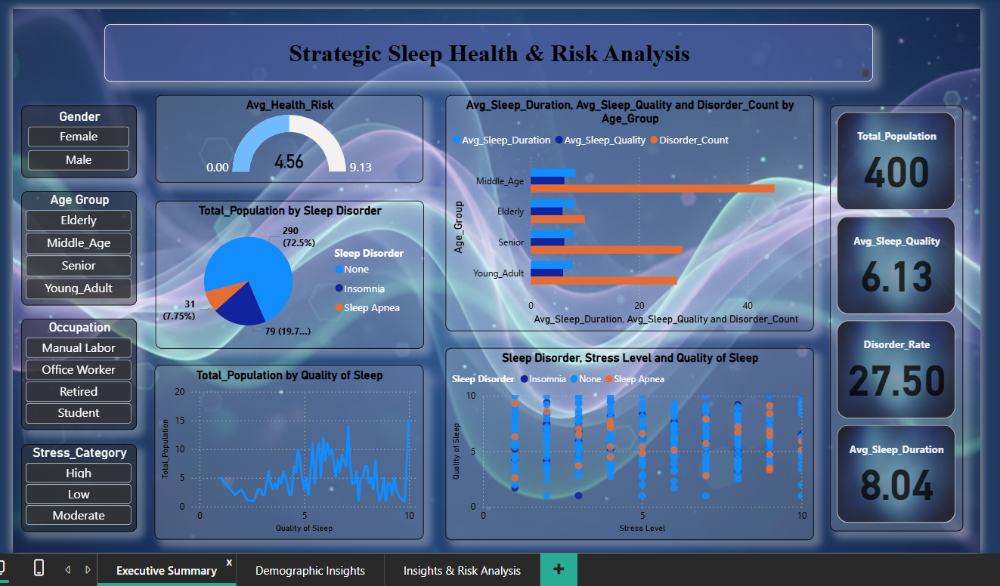 Strategic Sleep Health & Risk Analysis
Gender
Female
Male
Age Group
Elderly
Middle_Age
Senior
Young_Adult
Occupation
Manual Labor
Office Worker
Retired
Student
Stress_Category
High
Low
Moderate
Avg_Health_Risk
0.00
4.56
9.13
Total_Population by Sleep Disorder
290
(72.5%)
31
(7.75%)
79 (19.7...)
Sleep Disorder
None
Insomnia
Sleep Apnea
Total_Population by Quality of Sleep
Total_Population
20
15
10
5
0
0
5
10
Quality of Sleep
Avg_Sleep_Duration, Avg_Sleep_Quality and Disorder_Count by
Age_Group
Avg_Sleep_Duration Avg_Sleep_Quality Disorder_Count
Age_Group
Middle_Age
Elderly
Senior
Young_Adult
0
20
40
Avg_Sleep_Duration, Avg_Sleep_Quality and Disorder_Count
Sleep Disorder, Stress Level and Quality of Sleep
Sleep Disorder Insomnia None Sleep Apnea
Quality of Sleep
10
5
0
0
5
10
Stress Level
Total_Population
400
Avg_Sleep_Quality
6.13
Disorder_Rate
27.50
Avg_Sleep_Duration
8.04
Executive Summary x
Demographic Insights
Insights & Risk Analysis
+